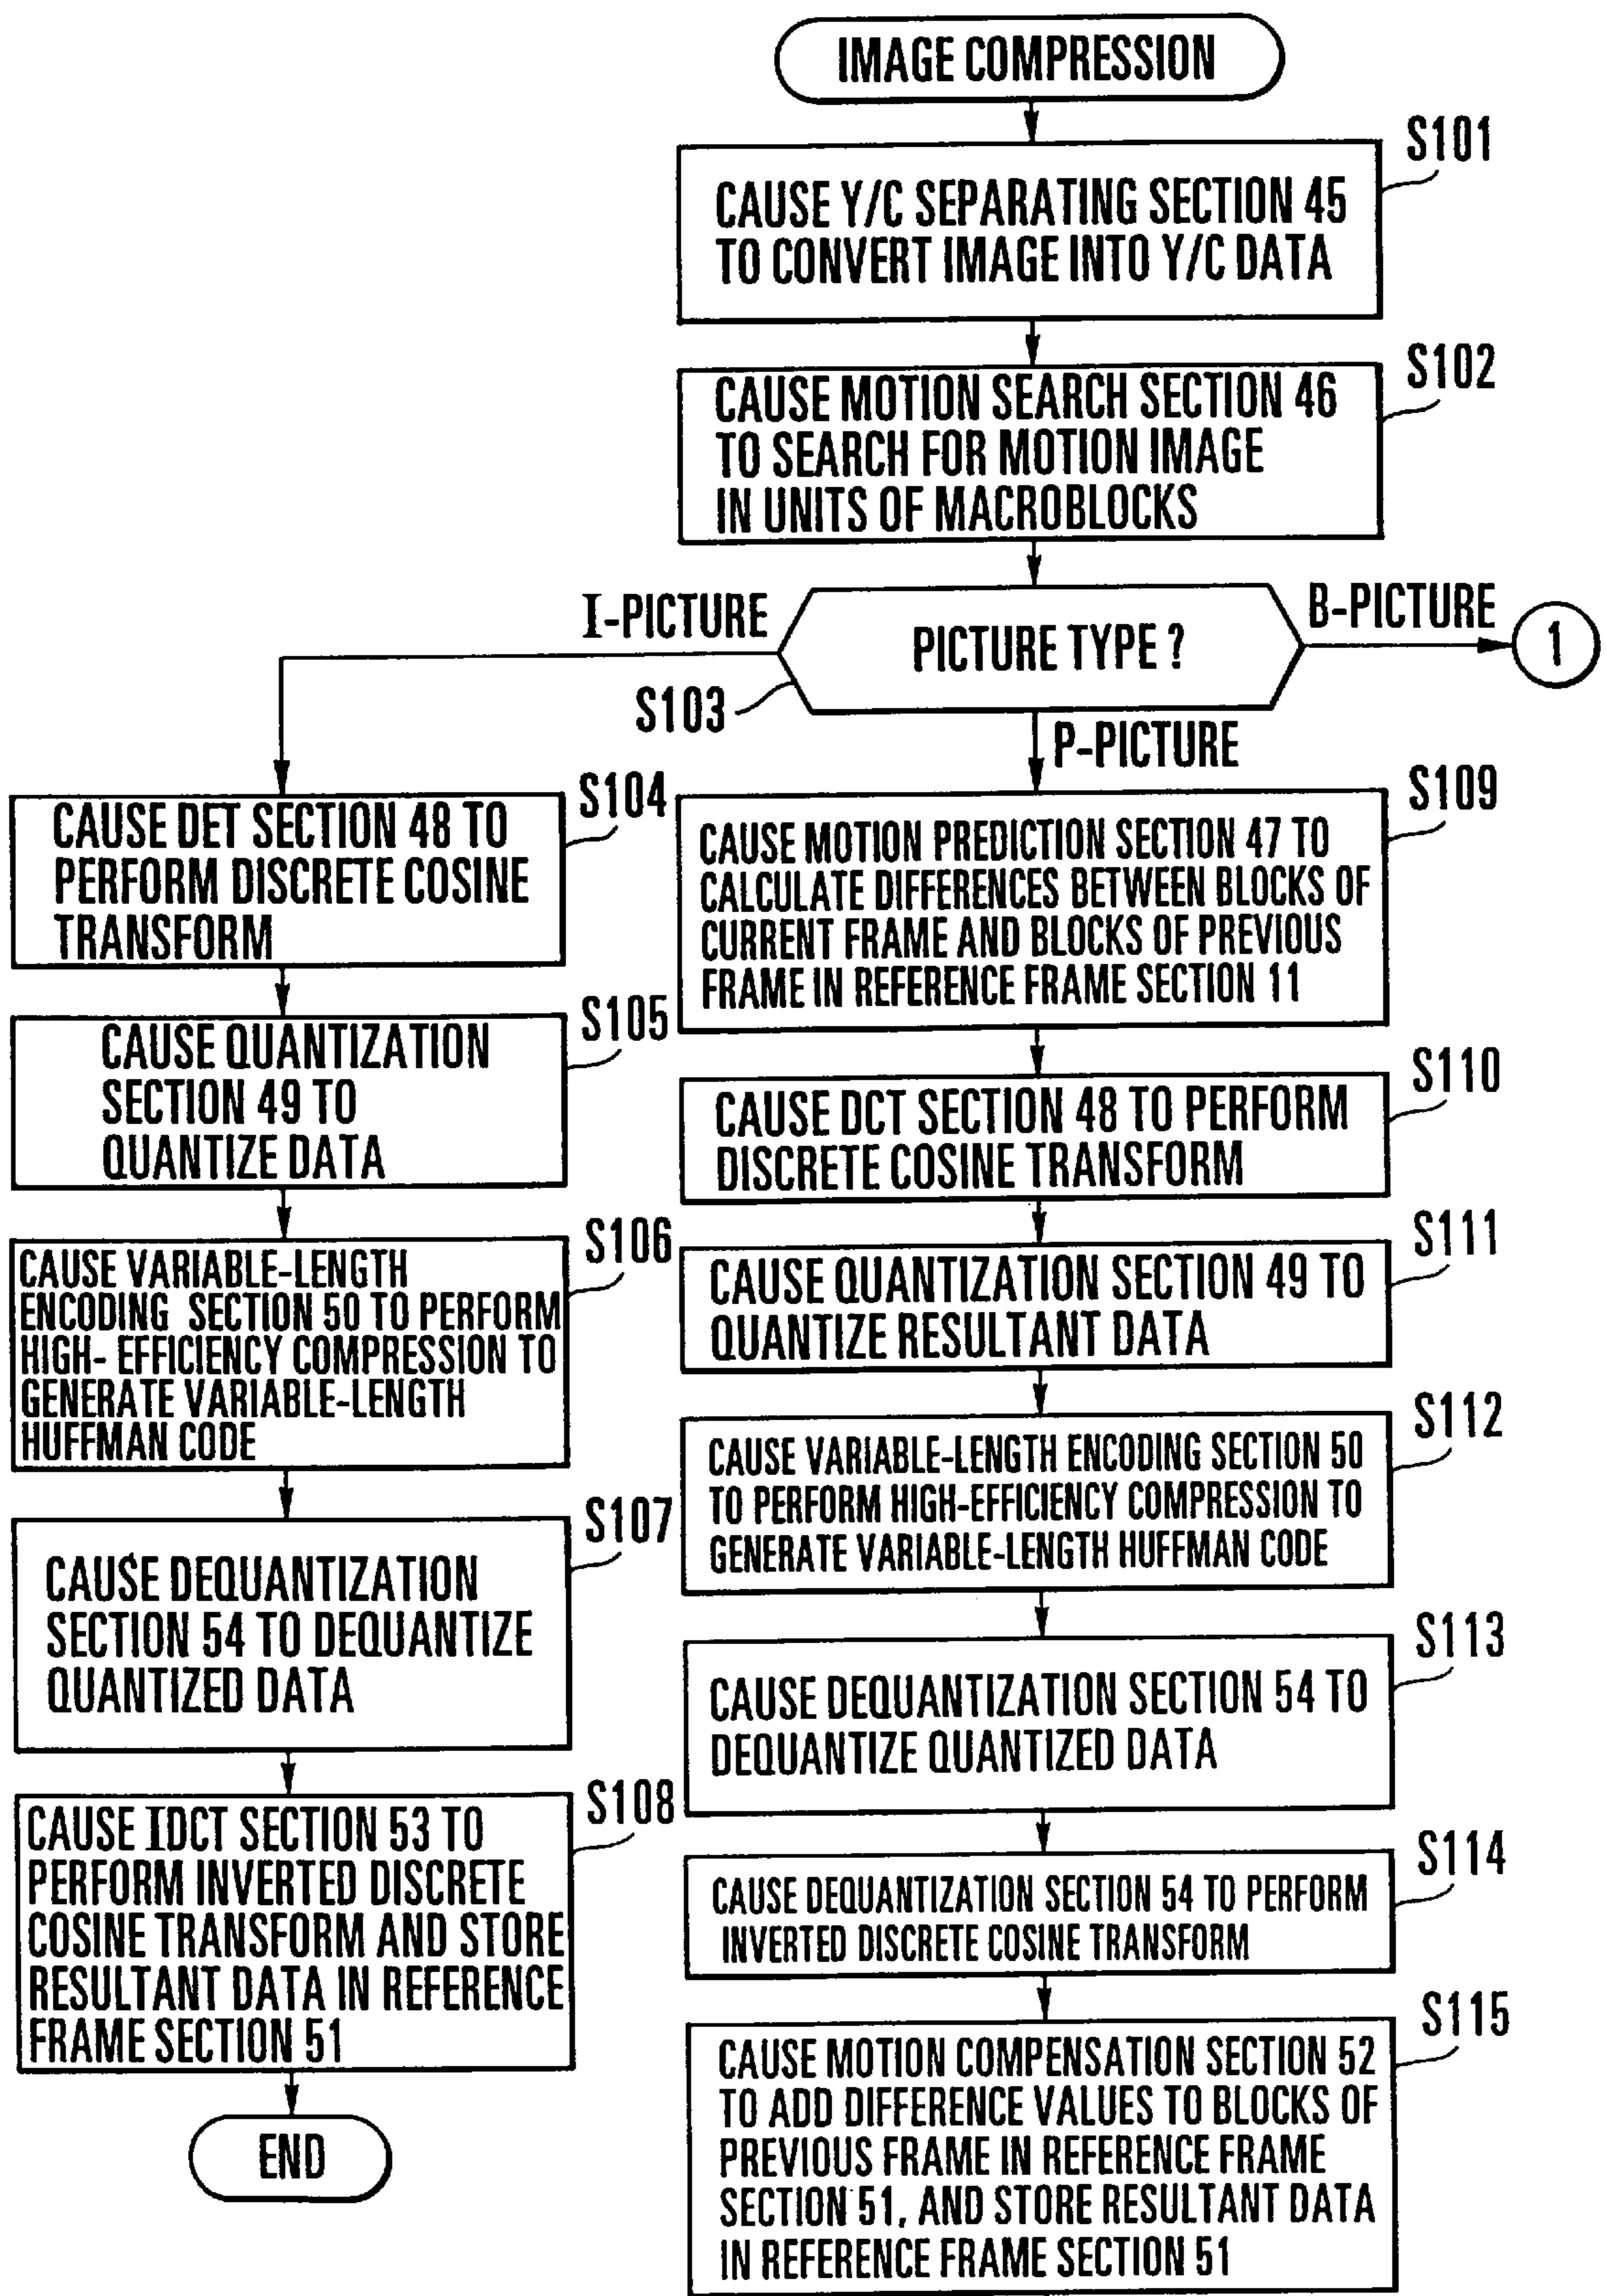 IMAGE COMPRESSION
S101
CAUSE Y/C SEPARATING SECTION 45
TO CONVERT IMAGE INTO Y/C DATA
S102
CAUSE MOTION SEARCH SECTION 46
TO SEARCH FOR MOTION IMAGE
IN UNITS OF MACROBLOCKS
I-PICTURE
PICTURE TYPE ?
B-PICTURE
1
S103
P-PICTURE
S104
CAUSE DET SECTION 48 TO
PERFORM DISCRETE COSINE
TRANSFORM
S105
CAUSE QUANTIZATION
SECTION 49 TO
QUANTIZE DATA
S106
CAUSE VARIABLE-LENGTH
ENCODING SECTION 50 TO PERFORM
HIGH- EFFICIENCY COMPRESSION TO
GENERATE VARIABLE-LENGTH
HUFFMAN CODE
S107
CAUSE DEQUANTIZATION
SECTION 54 TO DEQUANTIZE
QUANTIZED DATA
S108
CAUSE IDCT SECTION 53 TO
PERFORM INVERTED DISCRETE
COSINE TRANSFORM AND STORE
RESULTANT DATA IN REFERENCE
FRAME SECTION 51
END
S109
CAUSE MOTION PREDICTION SECTION 47 TO
CALCULATE DIFFERENCES BETWEEN BLOCKS OF
CURRENT FRAME AND BLOCKS OF PREVIOUS
FRAME IN REFERENCE FRAME SECTION 11
S110
CAUSE DCT SECTION 48 TO PERFORM
DISCRETE COSINE TRANSFORM
S111
CAUSE QUANTIZATION SECTION 49 TO
QUANTIZE RESULTANT DATA
S112
CAUSE VARIABLE-LENGTH ENCODING SECTION 50
TO PERFORM HIGH-EFFICIENCY COMPRESSION TO
GENERATE VARIABLE-LENGTH HUFFMAN CODE
S113
CAUSE DEQUANTIZATION SECTION 54 TO
DEQUANTIZE QUANTIZED DATA
S114
CAUSE DEQUANTIZATION SECTION 54 TO PERFORM
INVERTED DISCRETE COSINE TRANSFORM
S115
CAUSE MOTION COMPENSATION SECTION 52
TO ADD DIFFERENCE VALUES TO BLOCKS OF
PREVIOUS FRAME IN REFERENCE FRAME
SECTION 51, AND STORE RESULTANT DATA
IN REFERENCE FRAME SECTION 51